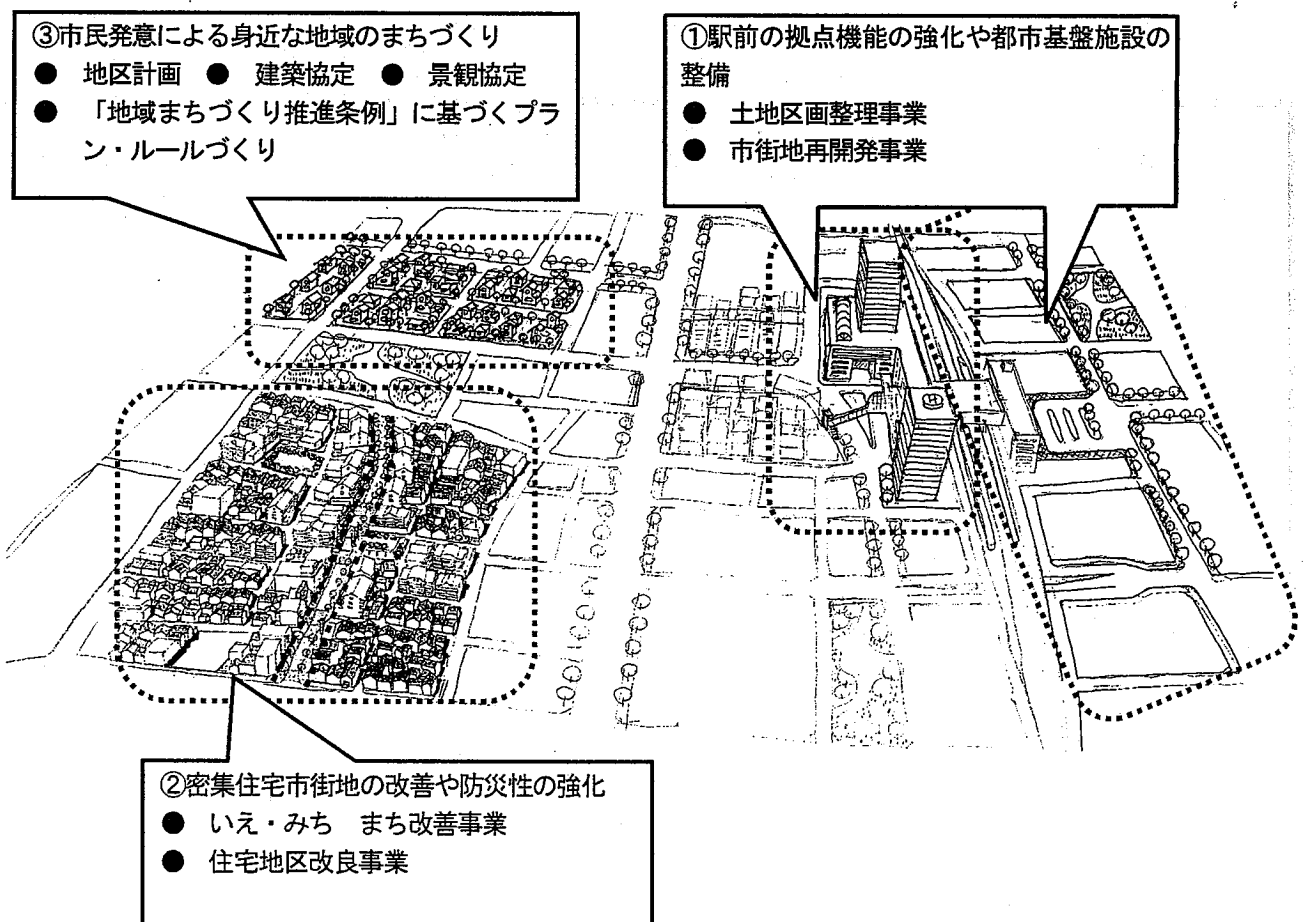 ③市民発意による身近な地域のまちづくり
● 地区計画 ● 建築協定 ● 景観協定
● 「地域まちづくり推進条例」に基づくプラ
ン・ルールづくり
①駅前の拠点機能の強化や都市基盤施設の
整備
● 土地区画整理事業
● 市街地再開発事業
②密集住宅市街地の改善や防災性の強化
● いえ・みち まち改善事業
● 住宅地区改良事業